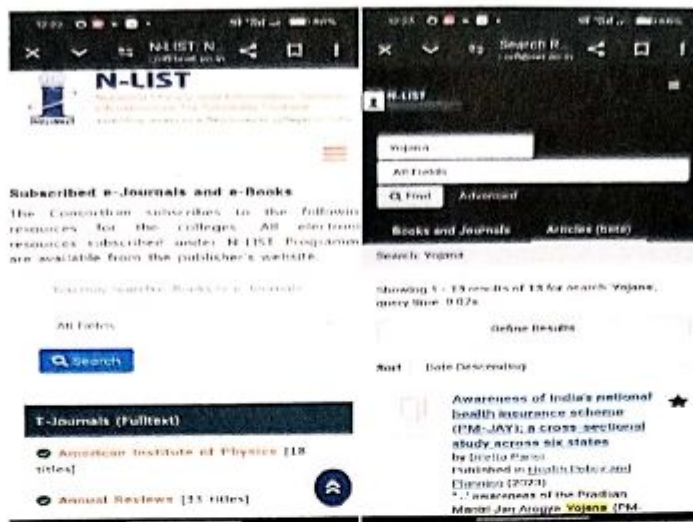 N-LIST: N...
N-LIST
Subscribed e-Journals and e-Books
The Consortium subscribes to the following
resources for the colleges. All electronic
resources subscribed under N-LIST Programme
are available from the publisher's website.
All Fields
Search
E-Journals (Fulltext)
American Institute of Physics [18
titles]
Annual Reviews [33 titles]
Search R...
N-LIST
Yojana
All Fields
Find Advanced
Books and Journals Articles (beta)
Search: Yojana
Showing 1 - 13 results of 13 for search 'Yojana',
query time: 0.02s
Refine Results
Sort Date Descending
Awareness of India's national
health insurance scheme
(PM-JAY): a cross-sectional
study across six states
by
Published in Health Policy and
Planning (2023)
"...awareness of the Pradhan
Mantri Jan Arogya Yojana (PM-